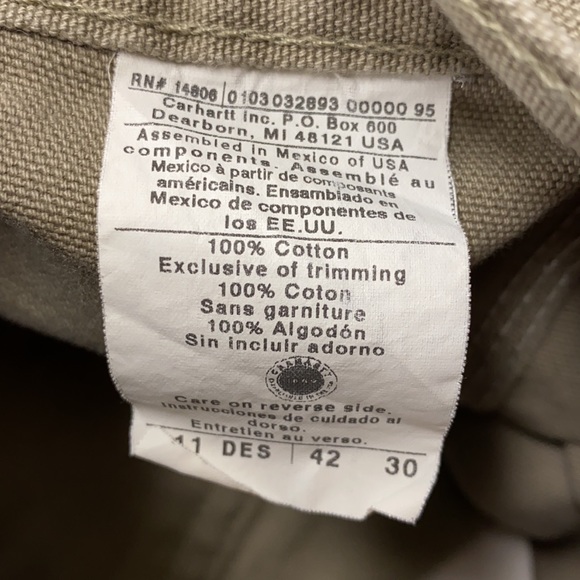 RN# 14806 | 0103 032893 00000 95
Carhartt Inc. P.O. Box 600
Dearborn, MI 48121 USA
Assembled in Mexico of USA
components. Assemblé au
Mexico à partir de composants
américains. Ensamblado en
Mexico de componentes de
los EE.UU.
100% Cotton
Exclusive of trimming
100% Coton
Sans garniture
100% Algodón
Sin incluir adorno
Care on reverse side.
Instrucciones de cuidado al
dorso.
Entretien au verso.
11 DES | 42 30